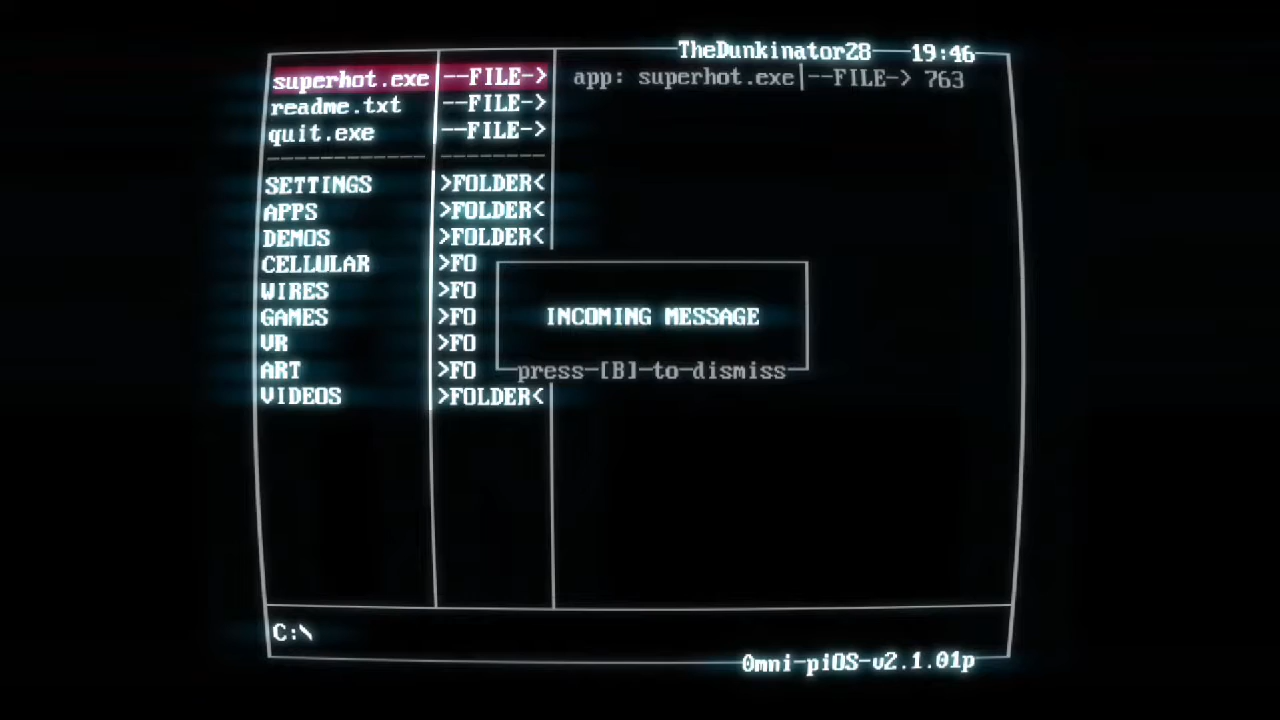 TheDunkinator28 19:46
superhot.exe --FILE-> app: superhot.exe|--FILE-> 763
readme.txt --FILE->
quit.exe --FILE->
SETTINGS >FOLDER<
APPS >FOLDER<
DEMOS >FOLDER<
CELLULAR >FO
WIRES >FO
INCOMING MESSAGE
GAMES >FO
VR >FO
ART >FO
press-[B]-to-dismiss
VIDEOS >FOLDER<
C:\
0mni-piOS-v2.1.01p